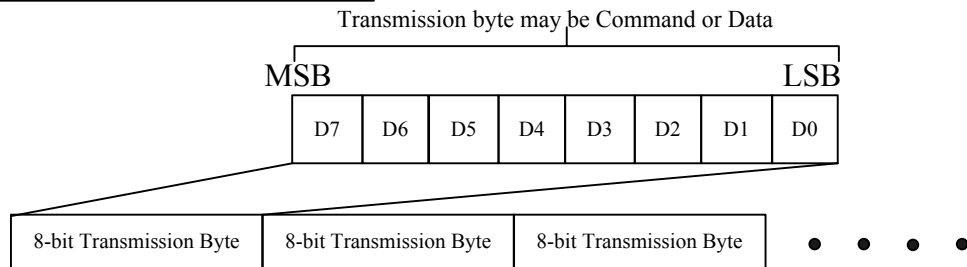 Transmission byte may be Command or Data
MSB LSB
D7 D6 D5 D4 D3 D2 D1 D0
8-bit Transmission Byte 8-bit Transmission Byte 8-bit Transmission Byte